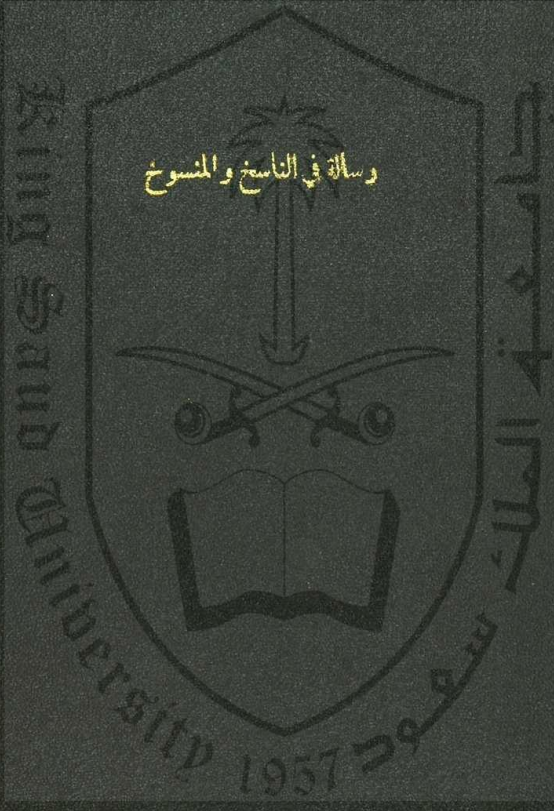 رسالة في الناسخ والمنسوخ
جامعة الملك سعود
King Saud University 1957